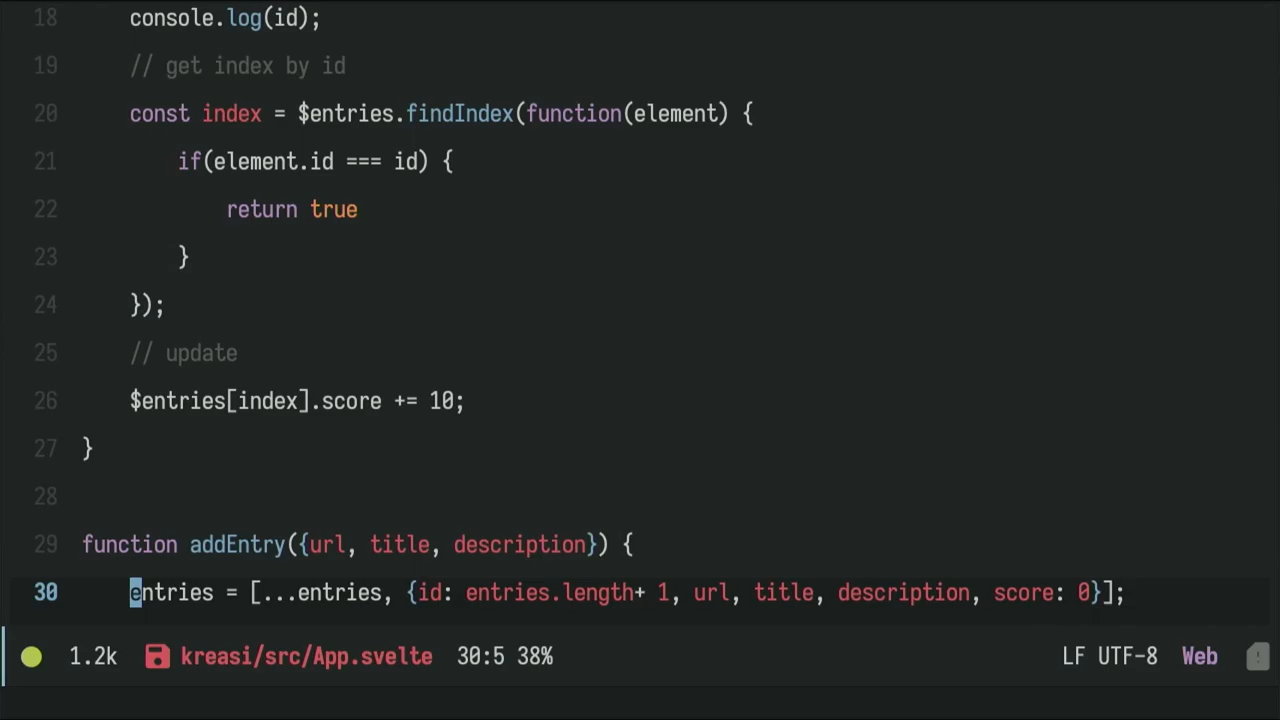 18 console.log(id);
19 // get index by id
20 const index = $entries.findIndex(function(element) {
21 if(element.id === id) {
22 return true
23 }
24 });
25 // update
26 $entries[index].score += 10;
27 }
28
29 function addEntry({url, title, description}) {
30 entries = [...entries, {id: entries.length+ 1, url, title, description, score: 0}];
1.2k kreasi/src/App.svelte 30:5 38% LF UTF-8 Web